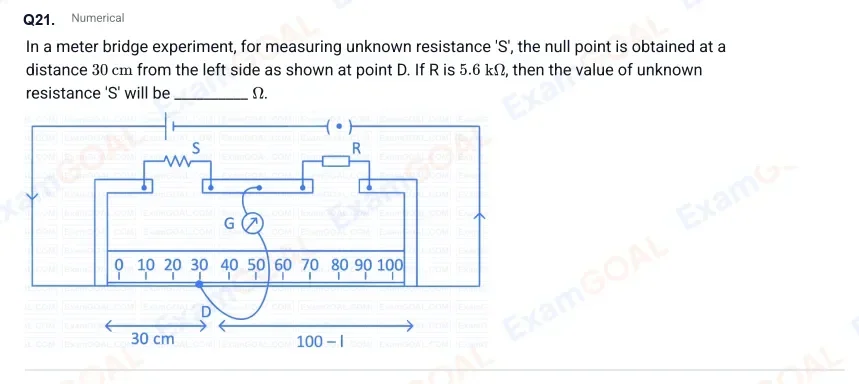 Q21. Numerical
In a meter bridge experiment, for measuring unknown resistance 'S', the null point is obtained at a
distance 30 cm from the left side as shown at point D. If R is 5.6 kΩ, then the value of unknown
resistance 'S' will be ________ Ω.
S R
G
0 10 20 30 40 50 60 70 80 90 100
D
30 cm 100 – l
ExamGOAL
ExamGOAL
ExamGOAL
ExamGOAL